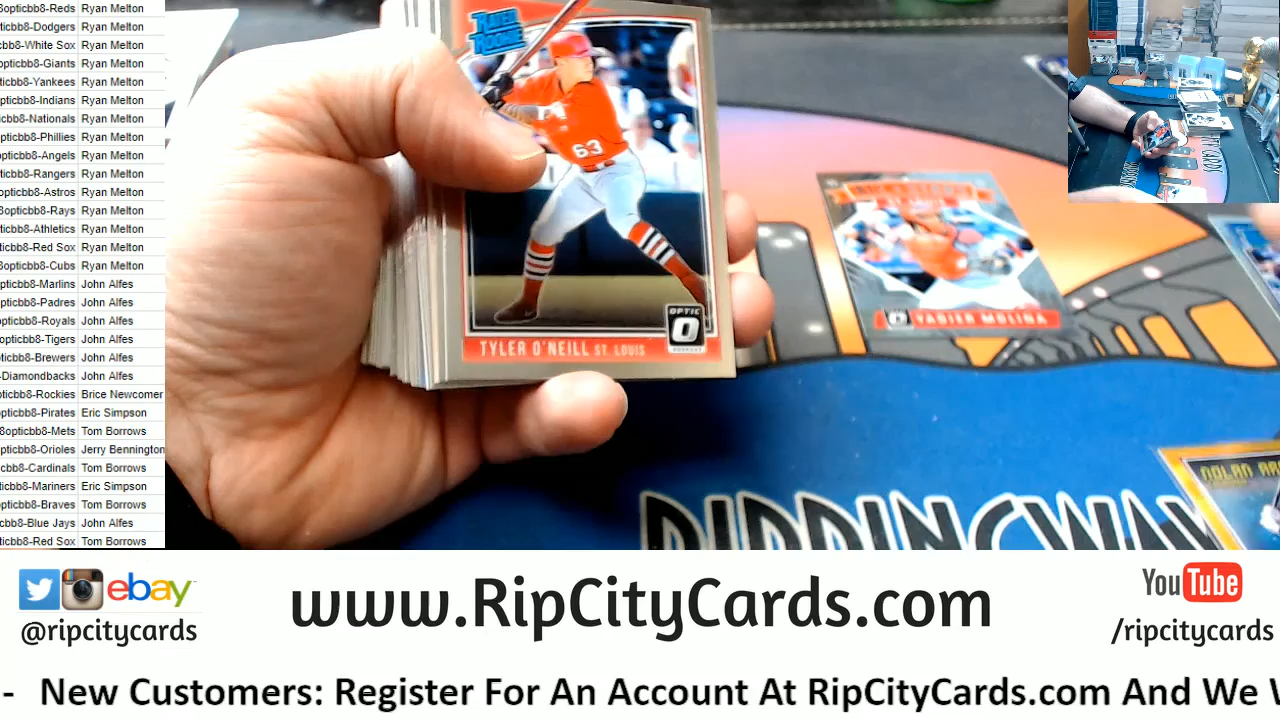 opticbb8-Reds Ryan Melton
pticbb8-Dodgers Ryan Melton
cbb8-White Sox Ryan Melton
pticbb8-Giants Ryan Melton
ticbb8-Yankees Ryan Melton
pticbb8-Indians Ryan Melton
cbb8-Nationals Ryan Melton
pticbb8-Phillies Ryan Melton
pticbb8-Angels Ryan Melton
ticbb8-Rangers Ryan Melton
opticbb8-Astros Ryan Melton
8opticbb8-Rays Ryan Melton
ticbb8-Athletics Ryan Melton
ticbb8-Red Sox Ryan Melton
8opticbb8-Cubs Ryan Melton
pticbb8-Marlins John Alfes
pticbb8-Padres John Alfes
pticbb8-Royals John Alfes
opticbb8-Tigers John Alfes
ticbb8-Brewers John Alfes
-Diamondbacks John Alfes
ticbb8-Rockies Brice Newcomer
pticbb8-Pirates Eric Simpson
8opticbb8-Mets Tom Borrows
pticbb8-Orioles Jerry Bennington
cbb8-Cardinals Tom Borrows
ticbb8-Mariners Eric Simpson
pticbb8-Braves Tom Borrows
cbb8-Blue Jays John Alfes
ticbb8-Red Sox Tom Borrows
RATED
ROOKIE
63
OPTIC
O
TYLER O'NEILL ST. LOUIS
YADIER MOLINA
NOLAN
RIPPINGWAX
ebay
@ripcitycards
www.RipCityCards.com
YouTube
/ripcitycards
- New Customers: Register For An Account At RipCityCards.com And We